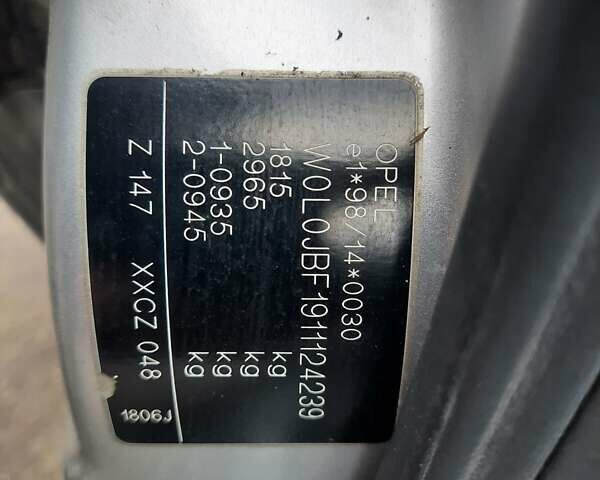 OPEL
e1*98/14*0030
W0L0JBF1911124239
1815 kg
2965 kg
1-0935 kg
2-0945 kg
Z 147 XXCZ 048 1806J